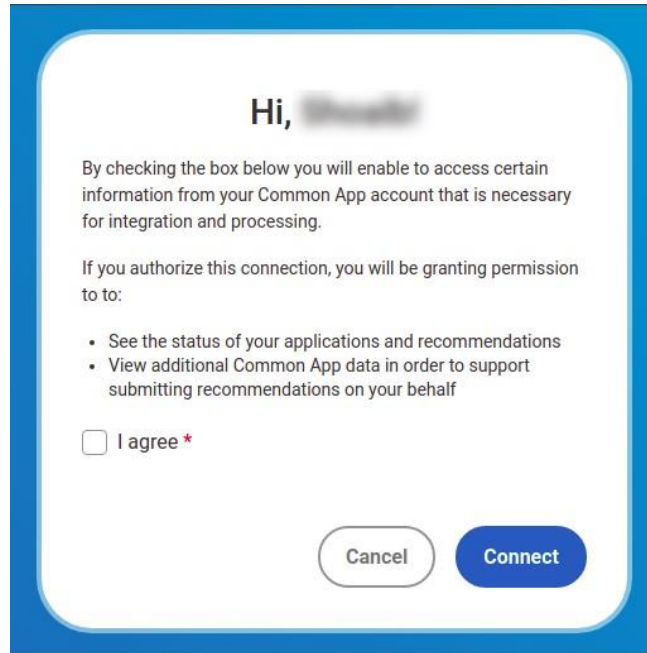 Hi,
By checking the box below you will enable to access certain
information from your Common App account that is necessary
for integration and processing.
If you authorize this connection, you will be granting permission
to to:
• See the status of your applications and recommendations
• View additional Common App data in order to support
submitting recommendations on your behalf
I agree *
Cancel
Connect